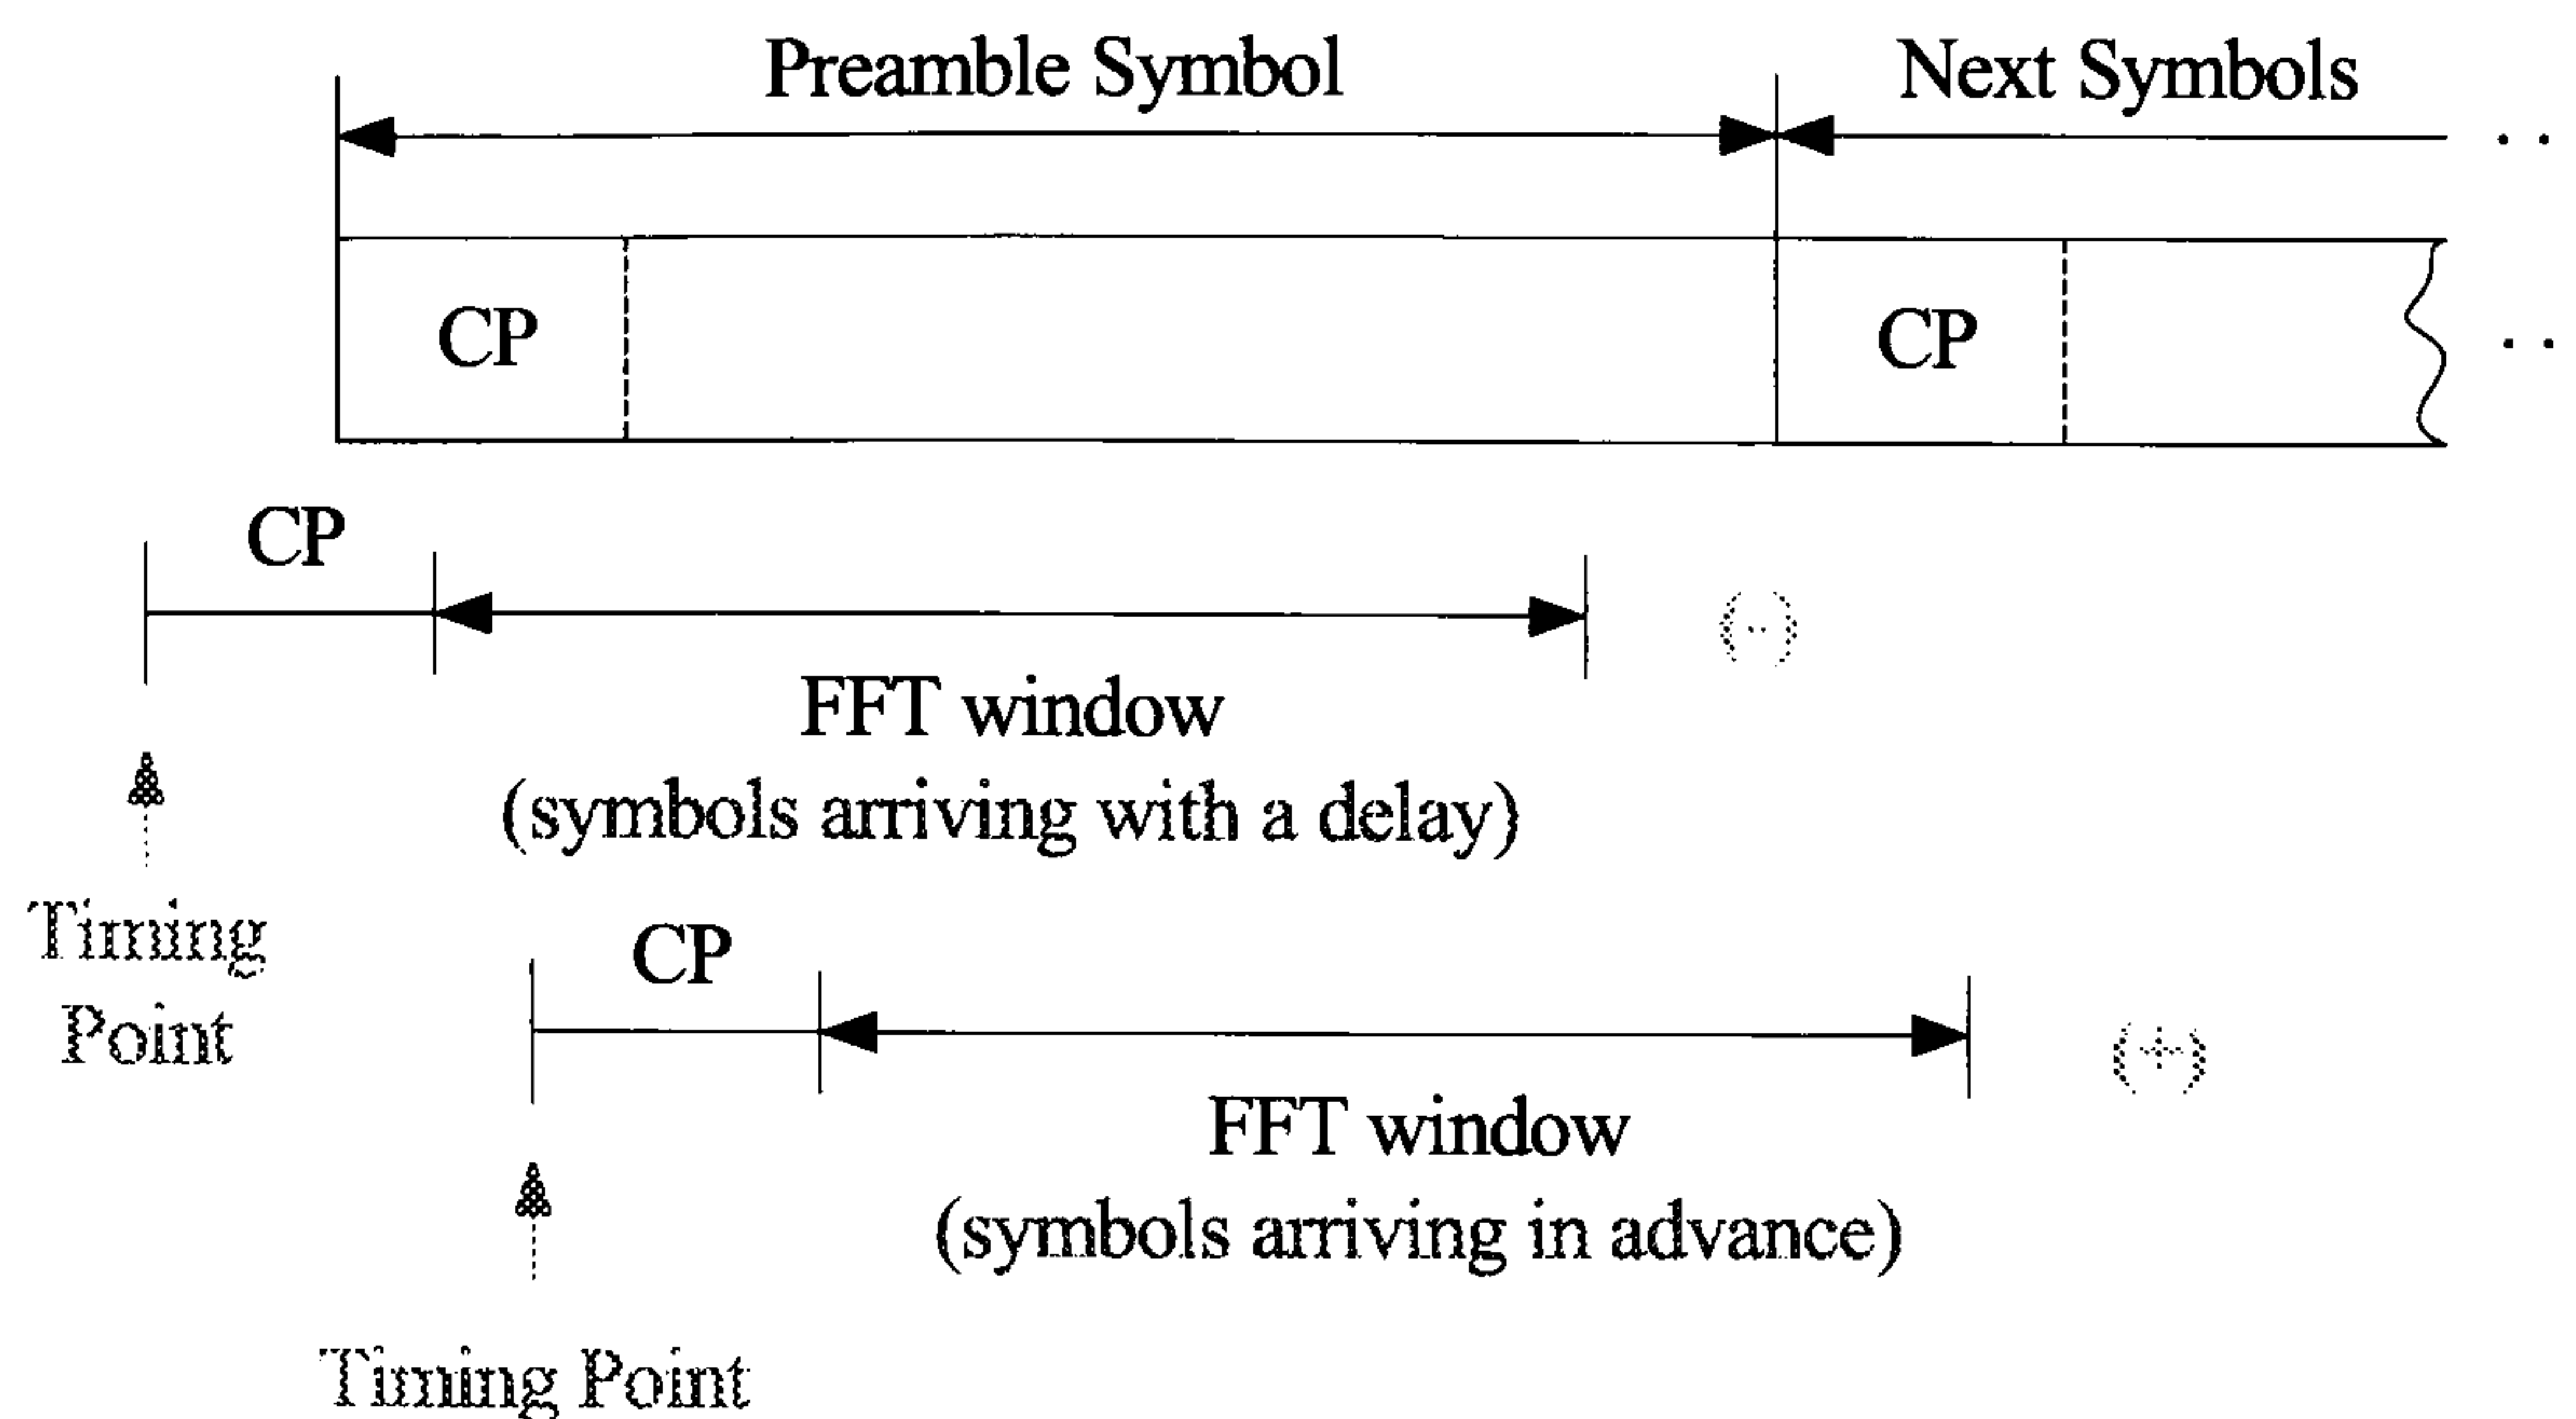 Preamble Symbol
Next Symbols
. .
CP
CP
. .
CP
FFT window
(-)
(symbols arriving with a delay)
Timing
Point
CP
FFT window
(+)
(symbols arriving in advance)
Timing Point